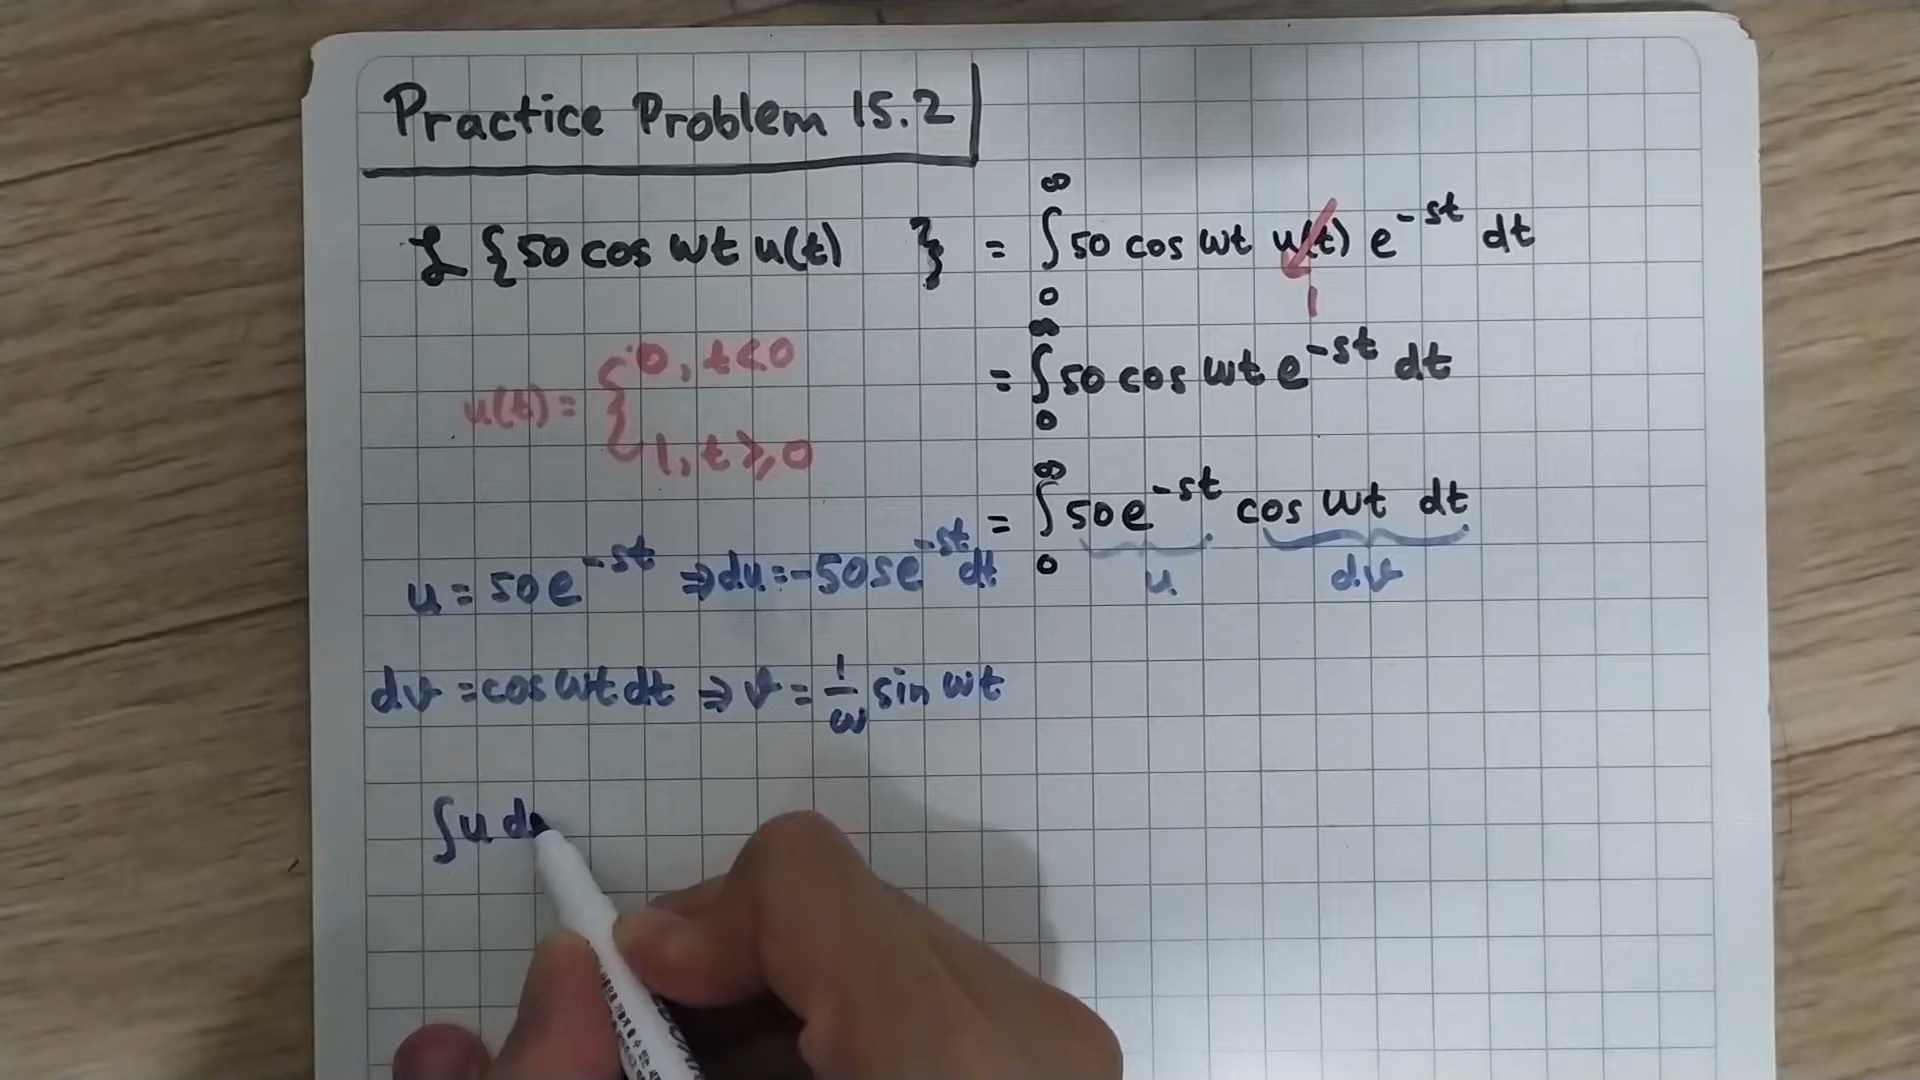 Practice Problem 15.2
ℒ {50 cos ωt u(t) } = ∫₀^∞ 50 cos ωt u(t) e^{-st} dt
1
u(t) = { 0, t<0
1, t≥0
= ∫₀^∞ 50 cos ωt e^{-st} dt
= ∫₀^∞ 50e^{-st} cos ωt dt
u dv
u = 50e^{-st} ⇒ du = -50se^{-st} dt
dv = cos ωt dt ⇒ v = 1/ω sin ωt
∫u d